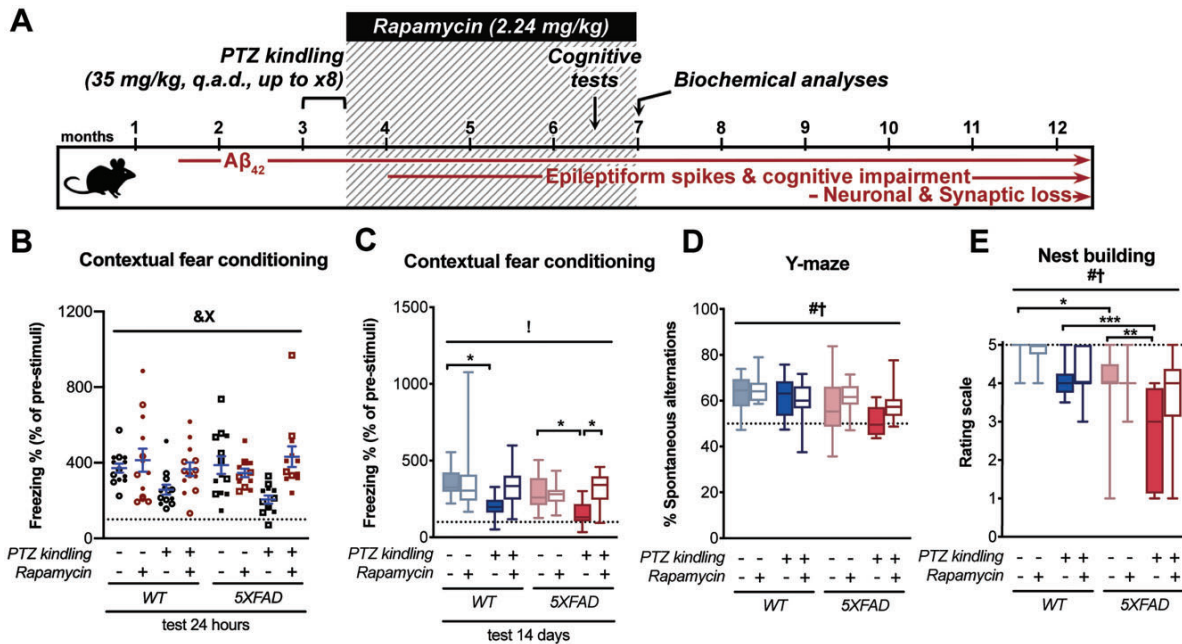 A
Rapamycin (2.24 mg/kg)
PTZ kindling
(35 mg/kg, q.a.d., up to x8)
Cognitive
tests
Biochemical analyses
months 1 2 3 4 5 6 7 8 9 10 11 12
Aβ42
Epileptiform spikes & cognitive impairment
Neuronal & Synaptic loss
B
Contextual fear conditioning
&X
Freezing % (% of pre-stimuli)
1200
800
400
0
PTZ kindling - - + + - - + +
Rapamycin - + - + - + - +
WT 5XFAD
test 24 hours
C
Contextual fear conditioning
!
* * *
Freezing % (% of pre-stimuli)
1500
1000
500
0
PTZ kindling - - + + - - + +
Rapamycin - + - + - + - +
WT 5XFAD
test 14 days
D
Y-maze
#†
% Spontaneous alternations
100
80
60
40
20
0
PTZ kindling - - + + - - + +
Rapamycin - + - + - + - +
WT 5XFAD
E
Nest building
#†
*
***
**
Rating scale
5
4
3
2
1
0
PTZ kindling - - + + - - + +
Rapamycin - + - + - + - +
WT 5XFAD